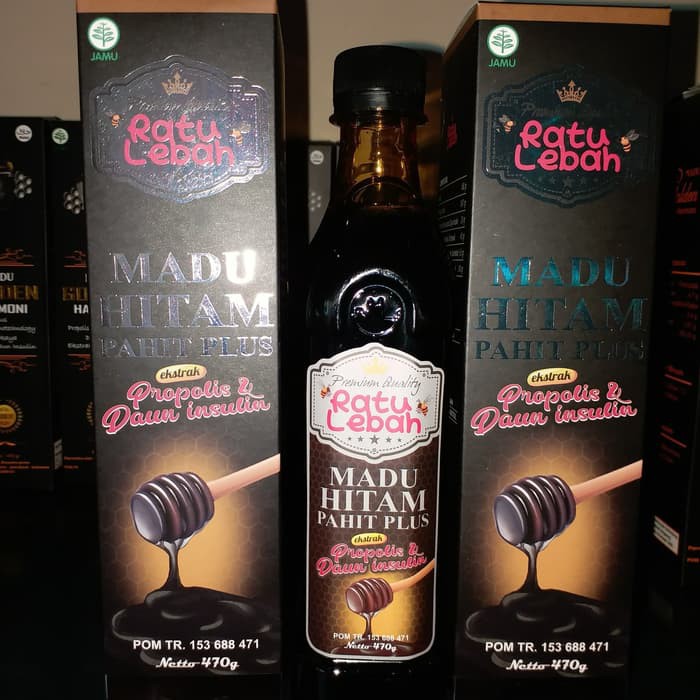 JAMU
Premium Quality
Ratu
Lebah
MADU
HITAM
PAHIT PLUS
ekstrak
Propolis &
Daun insulin
POM TR. 153 688 471
Netto 470g
Premium Quality
Ratu
Lebah
MADU
HITAM
PAHIT PLUS
ekstrak
Propolis &
Daun insulin
POM TR. 153 688 471
Netto 470g
JAMU
Ratu
Lebah
MADU
HITAM
PAHIT PLUS
ekstrak
Propolis &
Daun insulin
POM TR. 153 688 471
Netto 470g